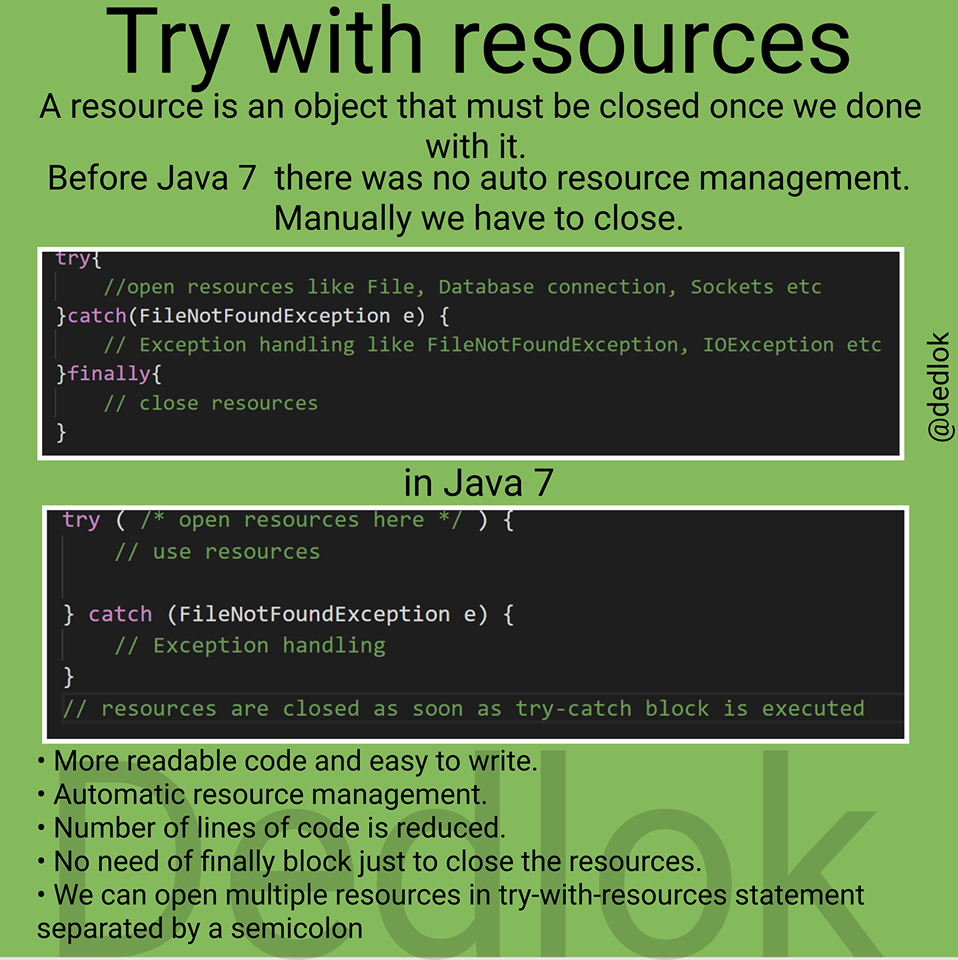 Try with resources
A resource is an object that must be closed once we done
with it.
Before Java 7  there was no auto resource management.
Manually we have to close.
try{
//open resources like File, Database connection, Sockets etc
}catch(FileNotFoundException e) {
// Exception handling like FileNotFoundException, IOException etc
}finally{
// close resources
}
@dedlok
in Java 7
try ( /* open resources here */ ) {
// use resources
} catch (FileNotFoundException e) {
// Exception handling
}
// resources are closed as soon as try-catch block is executed
• More readable code and easy to write.
• Automatic resource management.
• Number of lines of code is reduced.
• No need of finally block just to close the resources.
• We can open multiple resources in try-with-resources statement
separated by a semicolon
Dedlok